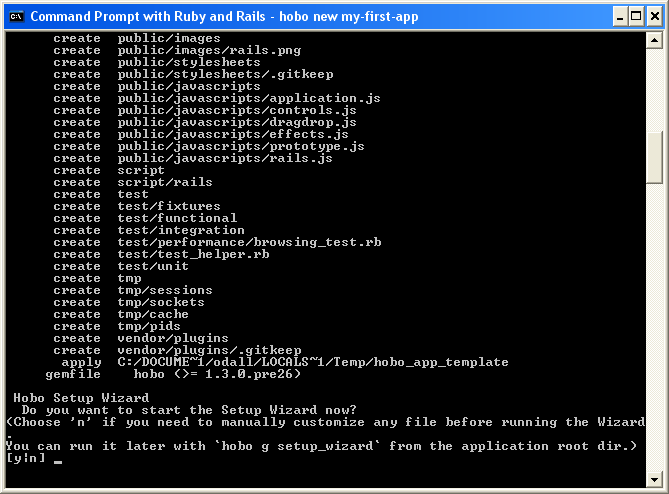 Command Prompt with Ruby and Rails - hobo new my-first-app
create public/images
create public/images/rails.png
create public/stylesheets
create public/stylesheets/.gitkeep
create public/javascripts
create public/javascripts/application.js
create public/javascripts/controls.js
create public/javascripts/dragdrop.js
create public/javascripts/effects.js
create public/javascripts/prototype.js
create public/javascripts/rails.js
create script
create script/rails
create test
create test/fixtures
create test/functional
create test/integration
create test/performance/browsing_test.rb
create test/test_helper.rb
create test/unit
create tmp
create tmp/sessions
create tmp/sockets
create tmp/cache
create tmp/pids
create vendor/plugins
create vendor/plugins/.gitkeep
apply C:/DOCUME~1/odall/LOCALS~1/Temp/hobo_app_template
gemfile hobo (>= 1.3.0.pre26)
Hobo Setup Wizard
Do you want to start the Setup Wizard now?
(Choose 'n' if you need to manually customize any file before running the Wizard
.
You can run it later with `hobo g setup_wizard` from the application root dir.)
[y|n] _